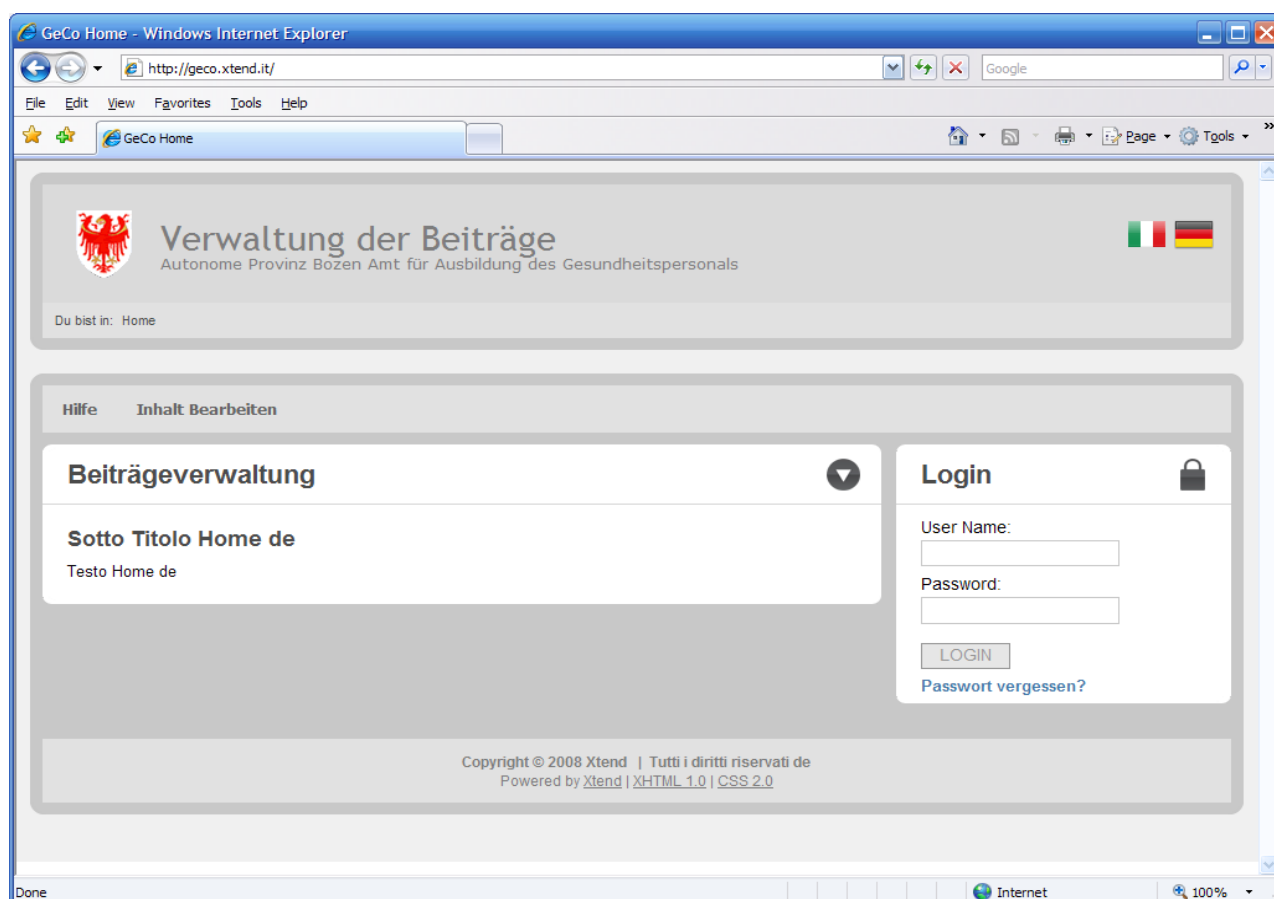 GeCo Home - Windows Internet Explorer
http://geco.xtend.it/
Google
File Edit View Favorites Tools Help
GeCo Home
Page Tools »
Verwaltung der Beiträge
Autonome Provinz Bozen Amt für Ausbildung des Gesundheitspersonals
Du bist in: Home
Hilfe Inhalt Bearbeiten
Beiträgeverwaltung
Sotto Titolo Home de
Testo Home de
Login
User Name:
Password:
LOGIN
Passwort vergessen?
Copyright © 2008 Xtend | Tutti i diritti riservati de
Powered by Xtend | XHTML 1.0 | CSS 2.0
Done Internet 100%